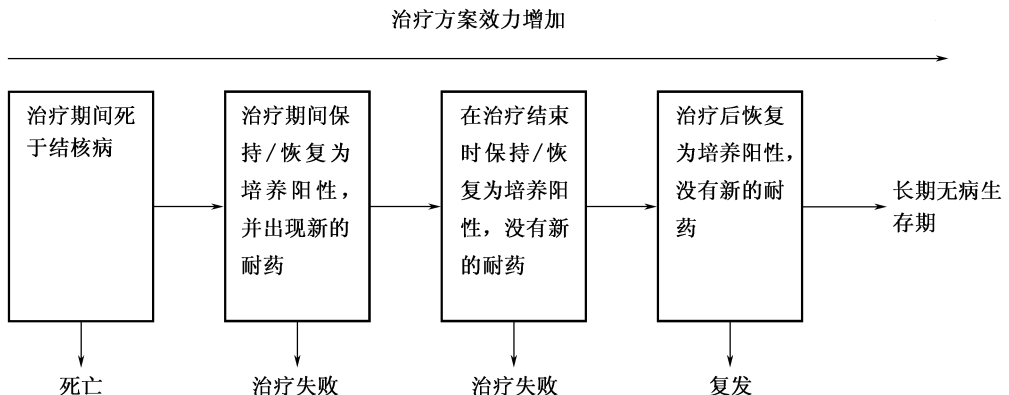 治疗方案效力增加
治疗期间死
于结核病
治疗期间保
持/恢复为
培养阳性，
并出现新的
耐药
在治疗结束
时保持/恢
复为培养阳
性，没有新
的耐药
治疗后恢复
为培养阳性，
没有新的耐
药
长期无病生
存期
死亡
治疗失败
治疗失败
复发